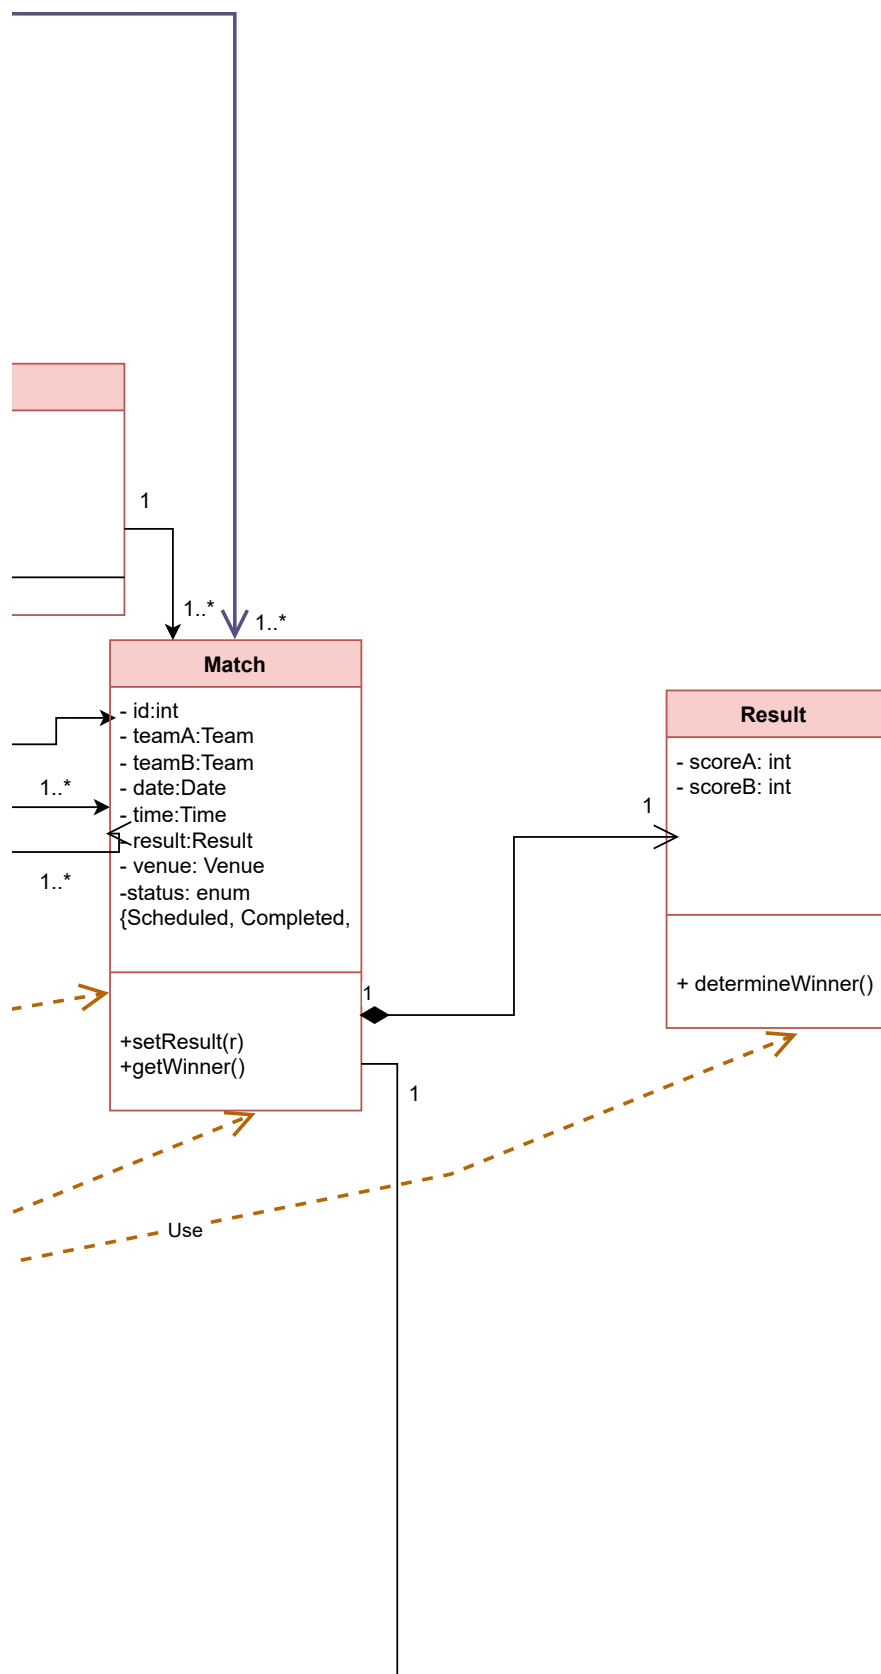 1
1..*
1..*
Match
- id:int
- teamA:Team
- teamB:Team
- date:Date
- time:Time
- result:Result
- venue: Venue
-status: enum
{Scheduled, Completed,
+setResult(r)
+getWinner()
1..*
1..*
1
1
1
Result
- scoreA: int
- scoreB: int
+ determineWinner()
Use